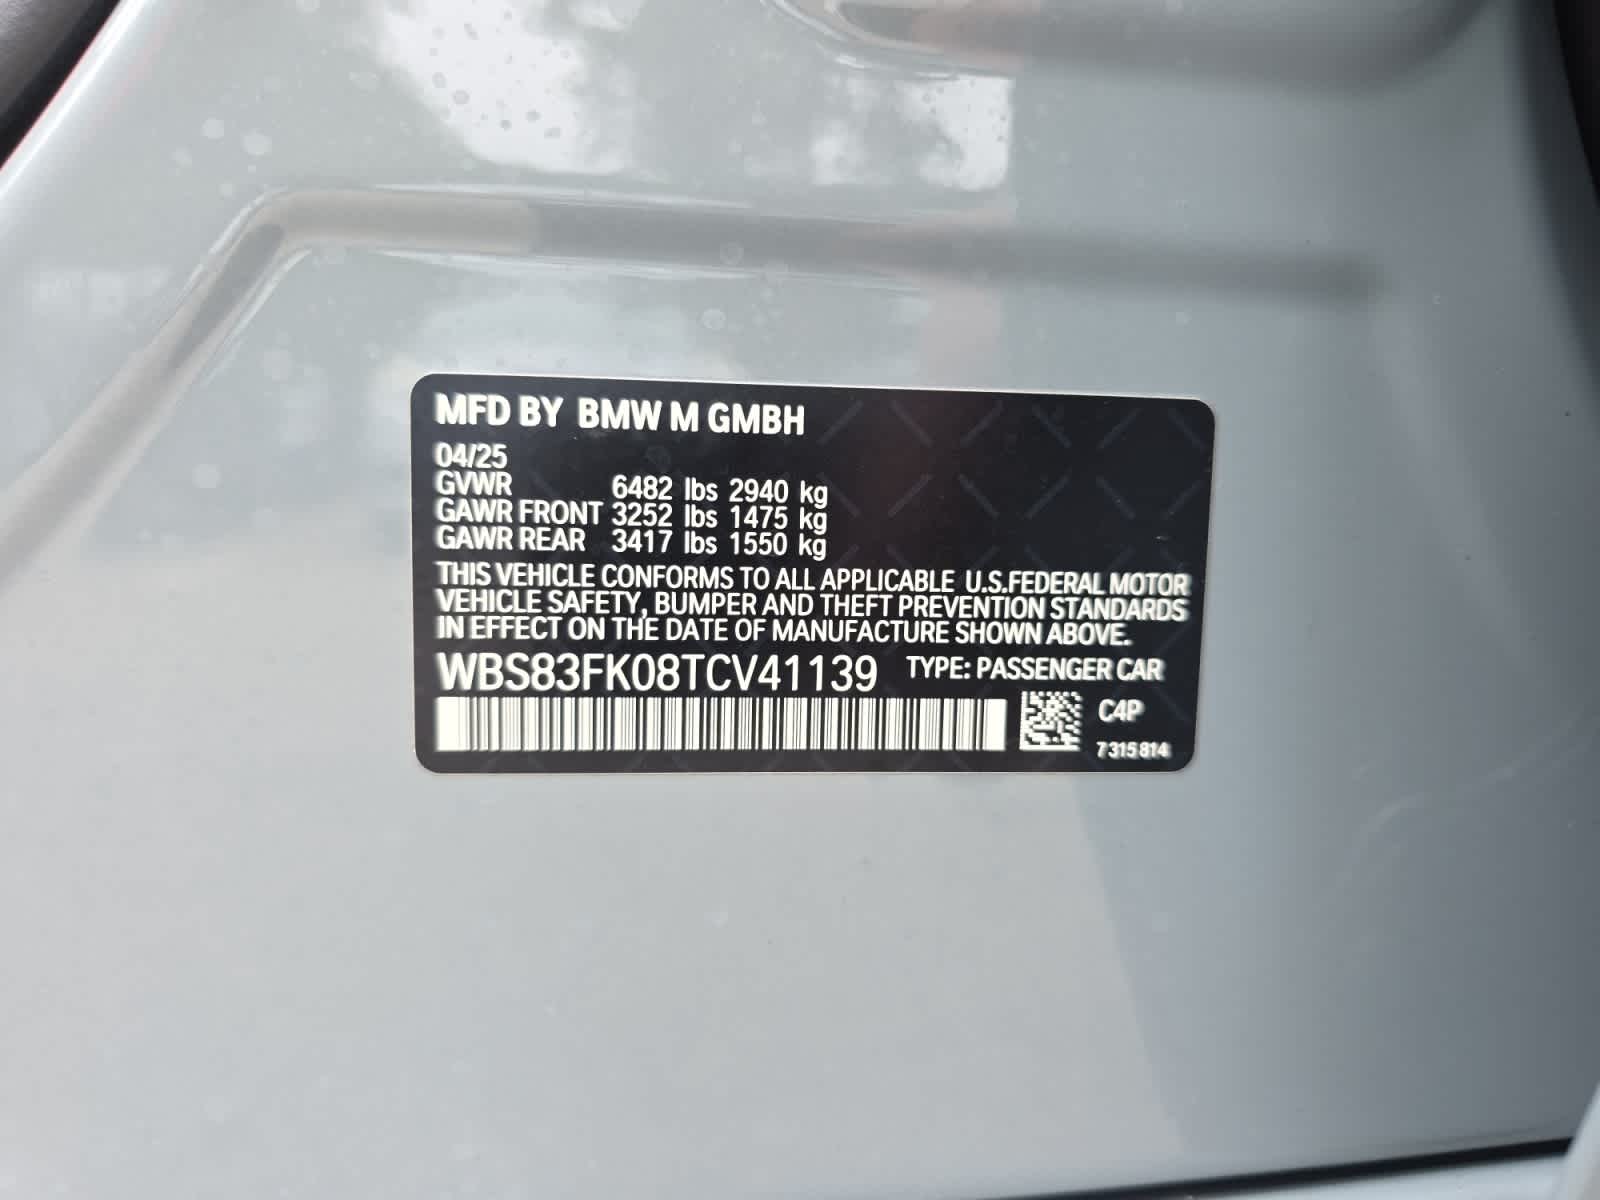 MFD BY BMW M GMBH
04/25
GVWR 6482 lbs 2940 kg
GAWR FRONT 3252 lbs 1475 kg
GAWR REAR 3417 lbs 1550 kg
THIS VEHICLE CONFORMS TO ALL APPLICABLE U.S.FEDERAL MOTOR
VEHICLE SAFETY, BUMPER AND THEFT PREVENTION STANDARDS
IN EFFECT ON THE DATE OF MANUFACTURE SHOWN ABOVE.
WBS83FK08TCV41139 TYPE: PASSENGER CAR
C4P
7 315 814